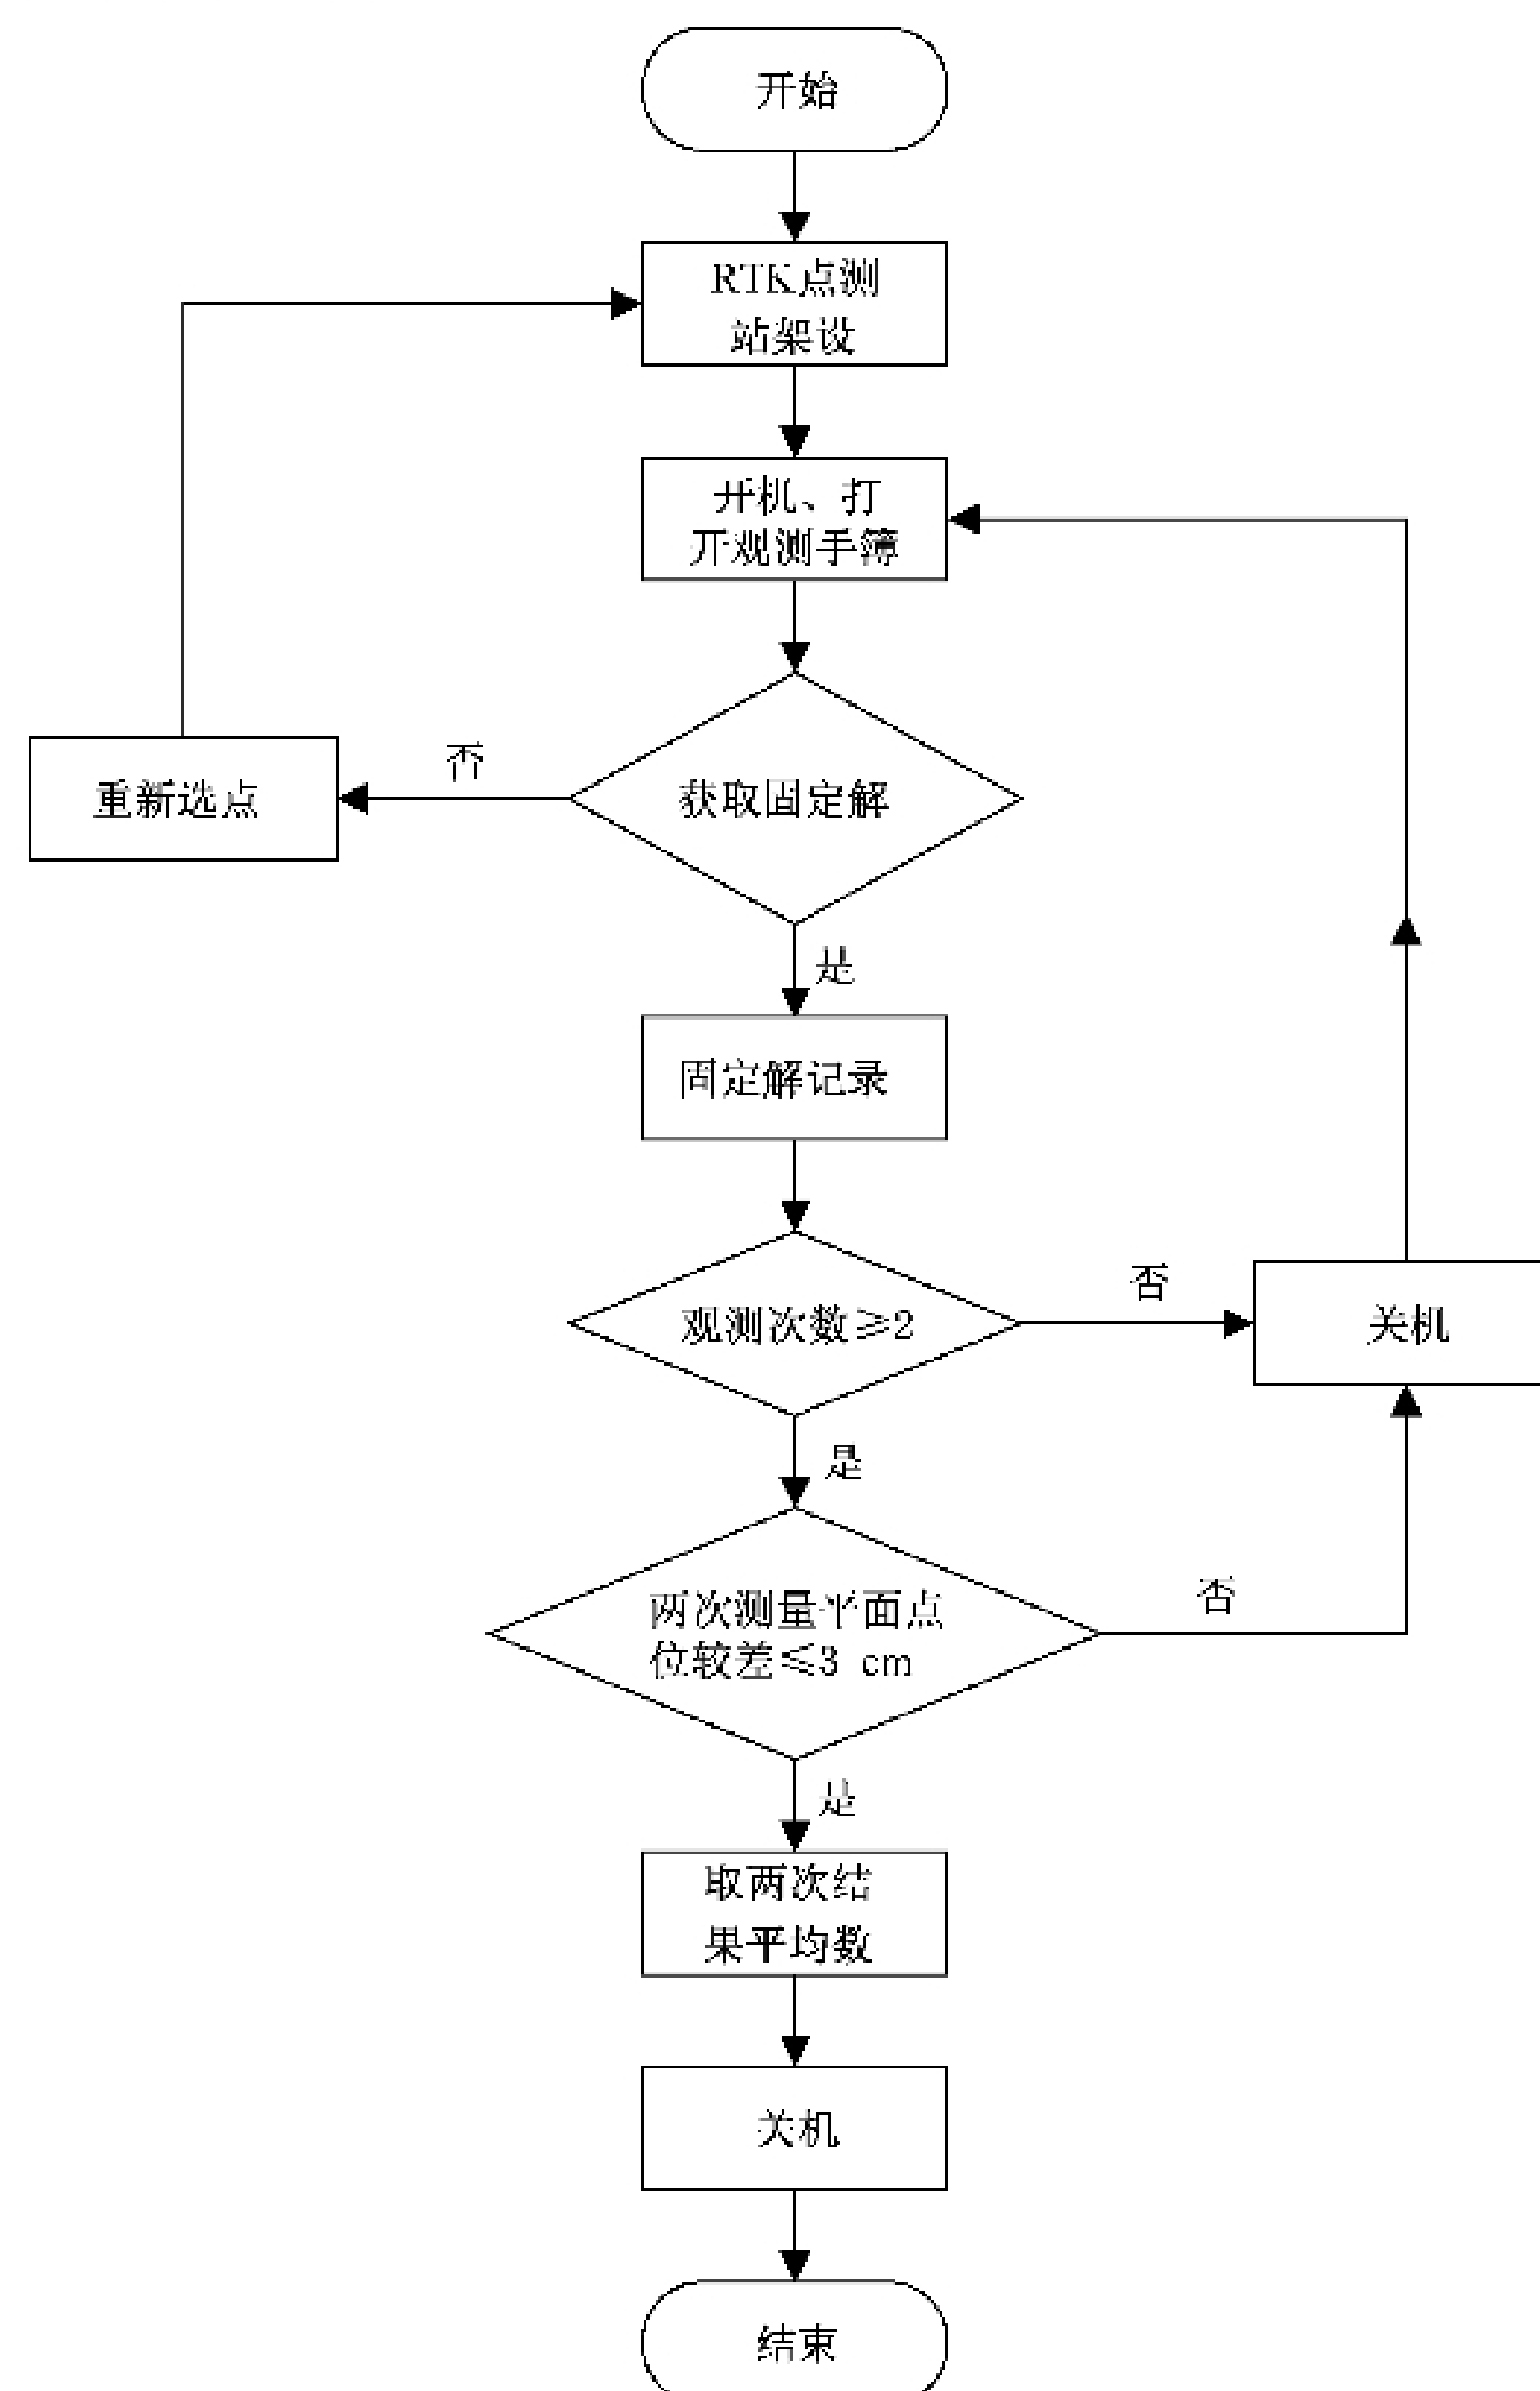 开始
RTK点测
站架设
开机、打
开观测手簿
否
重新选点
获取固定解
是
固定解记录
否
观测次数≥2
关机
是
否
两次测量平面点
位较差≤3 cm
是
取两次结
果平均数
关机
结束